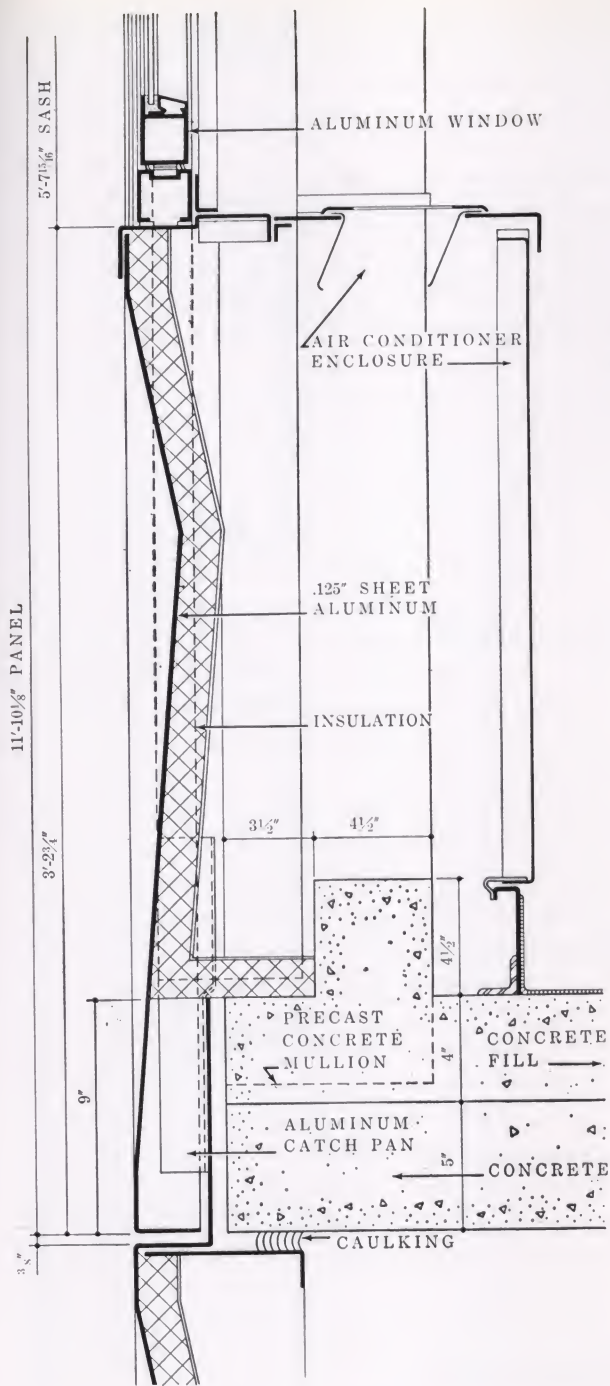 5'-7 15/16" SASH
ALUMINUM WINDOW
AIR CONDITIONER
ENCLOSURE
.125" SHEET
ALUMINUM
11'-10 1/8" PANEL
INSULATION
3'-2 3/4"
3 1/2"
4 1/2"
4 1/2"
PRECAST
CONCRETE
MULLION
4"
CONCRETE
FILL
9"
ALUMINUM
CATCH PAN
5"
CONCRETE
CAULKING
3/8"